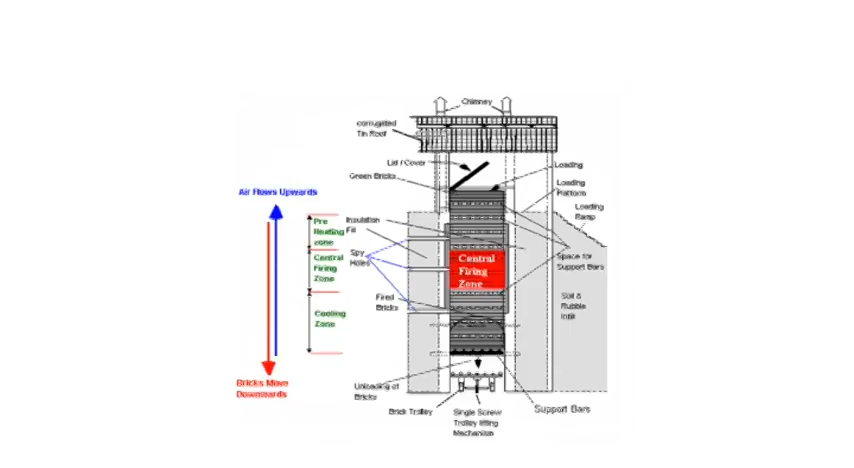 Chimney
corrugated
Tin Roof
Lid / Cover
Loading
Green Bricks
Loading
Platform
Air Flows Upwards
Loading
Ramp
Pre
Heating
zone
Insulation
Fill
Spy
Holes
Central
Firing
Zone
Central
Firing
Zone
Space for
Support Bars
Fired
Bricks
Soil &
Rubble
Infill
Cooling
Zone
Bricks Move
Downwards
Unloading of
Bricks
Brick Trolley
Single Screw
Trolley lifting
Mechanism
Support Bars